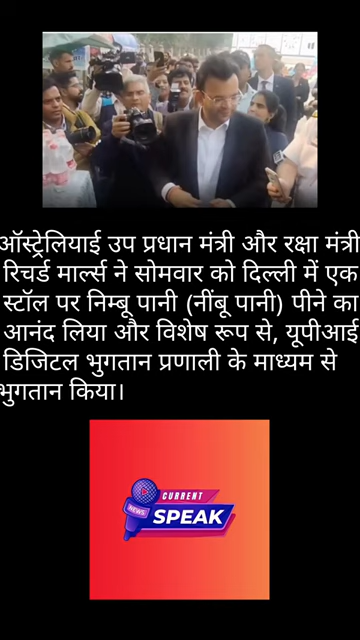 ऑस्ट्रेलियाई उप प्रधान मंत्री और रक्षा मंत्री
रिचर्ड मार्ल्स ने सोमवार को दिल्ली में एक
स्टॉल पर निम्बू पानी (नींबू पानी) पीने का
आनंद लिया और विशेष रूप से, यूपीआई
डिजिटल भुगतान प्रणाली के माध्यम से
भुगतान किया।
CURRENT
NEWS
SPEAK